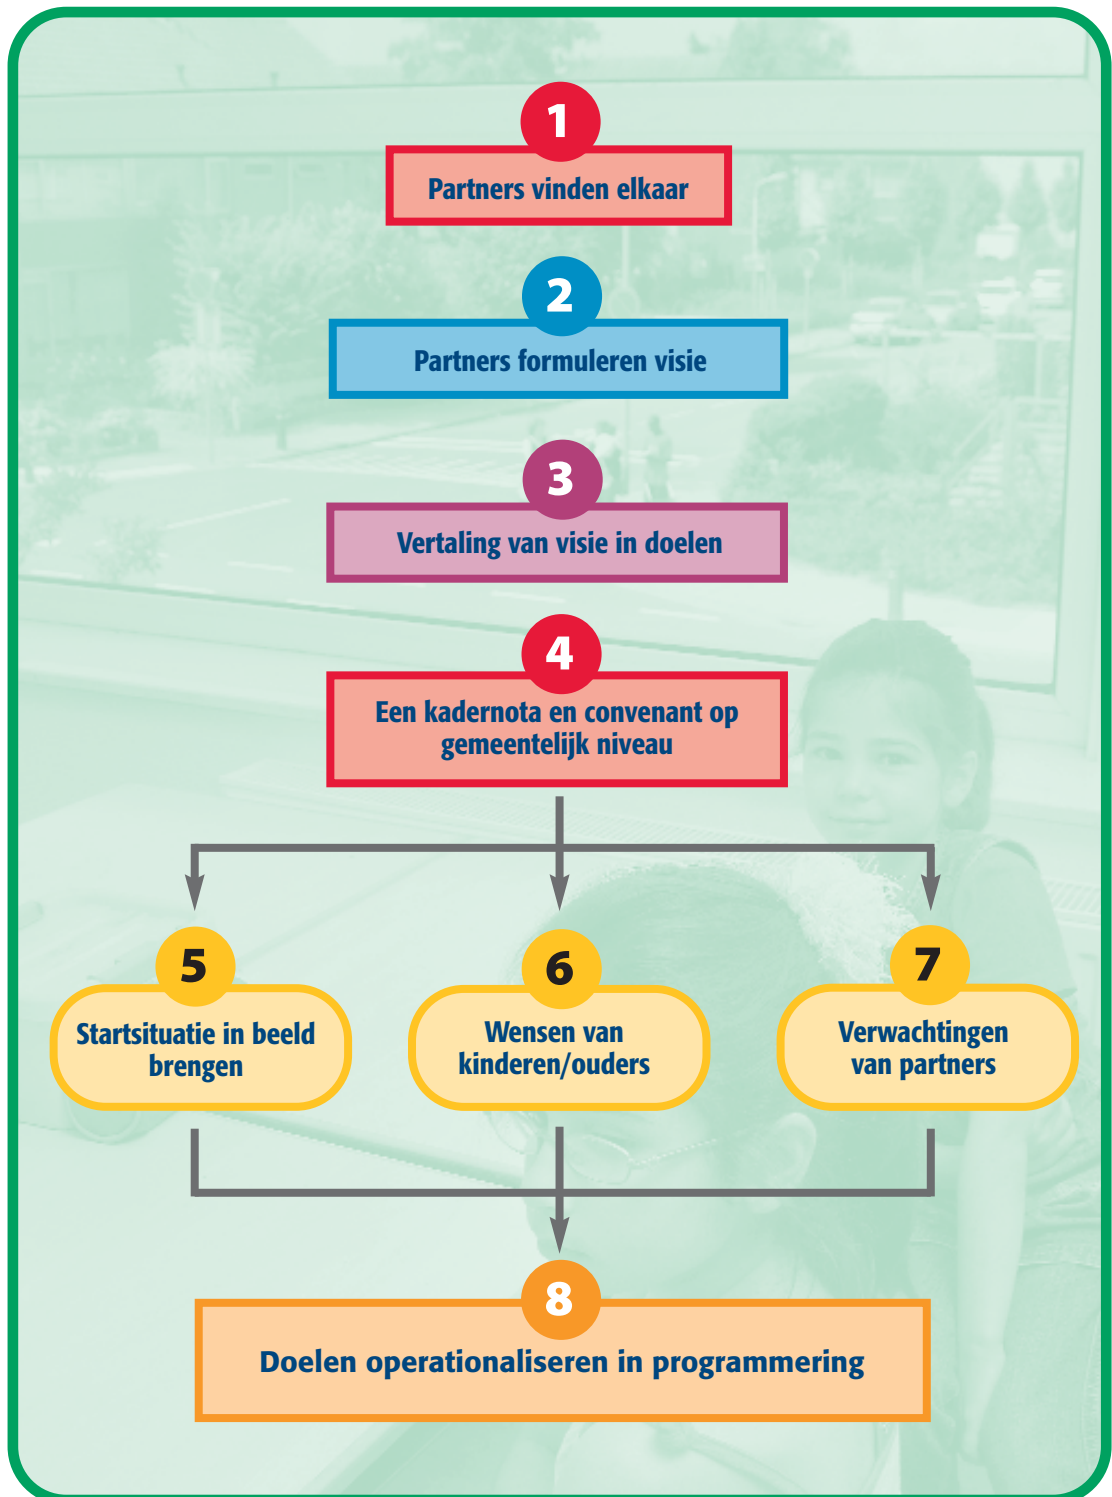 1
Partners vinden elkaar
2
Partners formuleren visie
3
Vertaling van visie in doelen
4
Een kadernota en convenant op
gemeentelijk niveau
5
Startsituatie in beeld
brengen
6
Wensen van
kinderen/ouders
7
Verwachtingen
van partners
8
Doelen operationaliseren in programmering